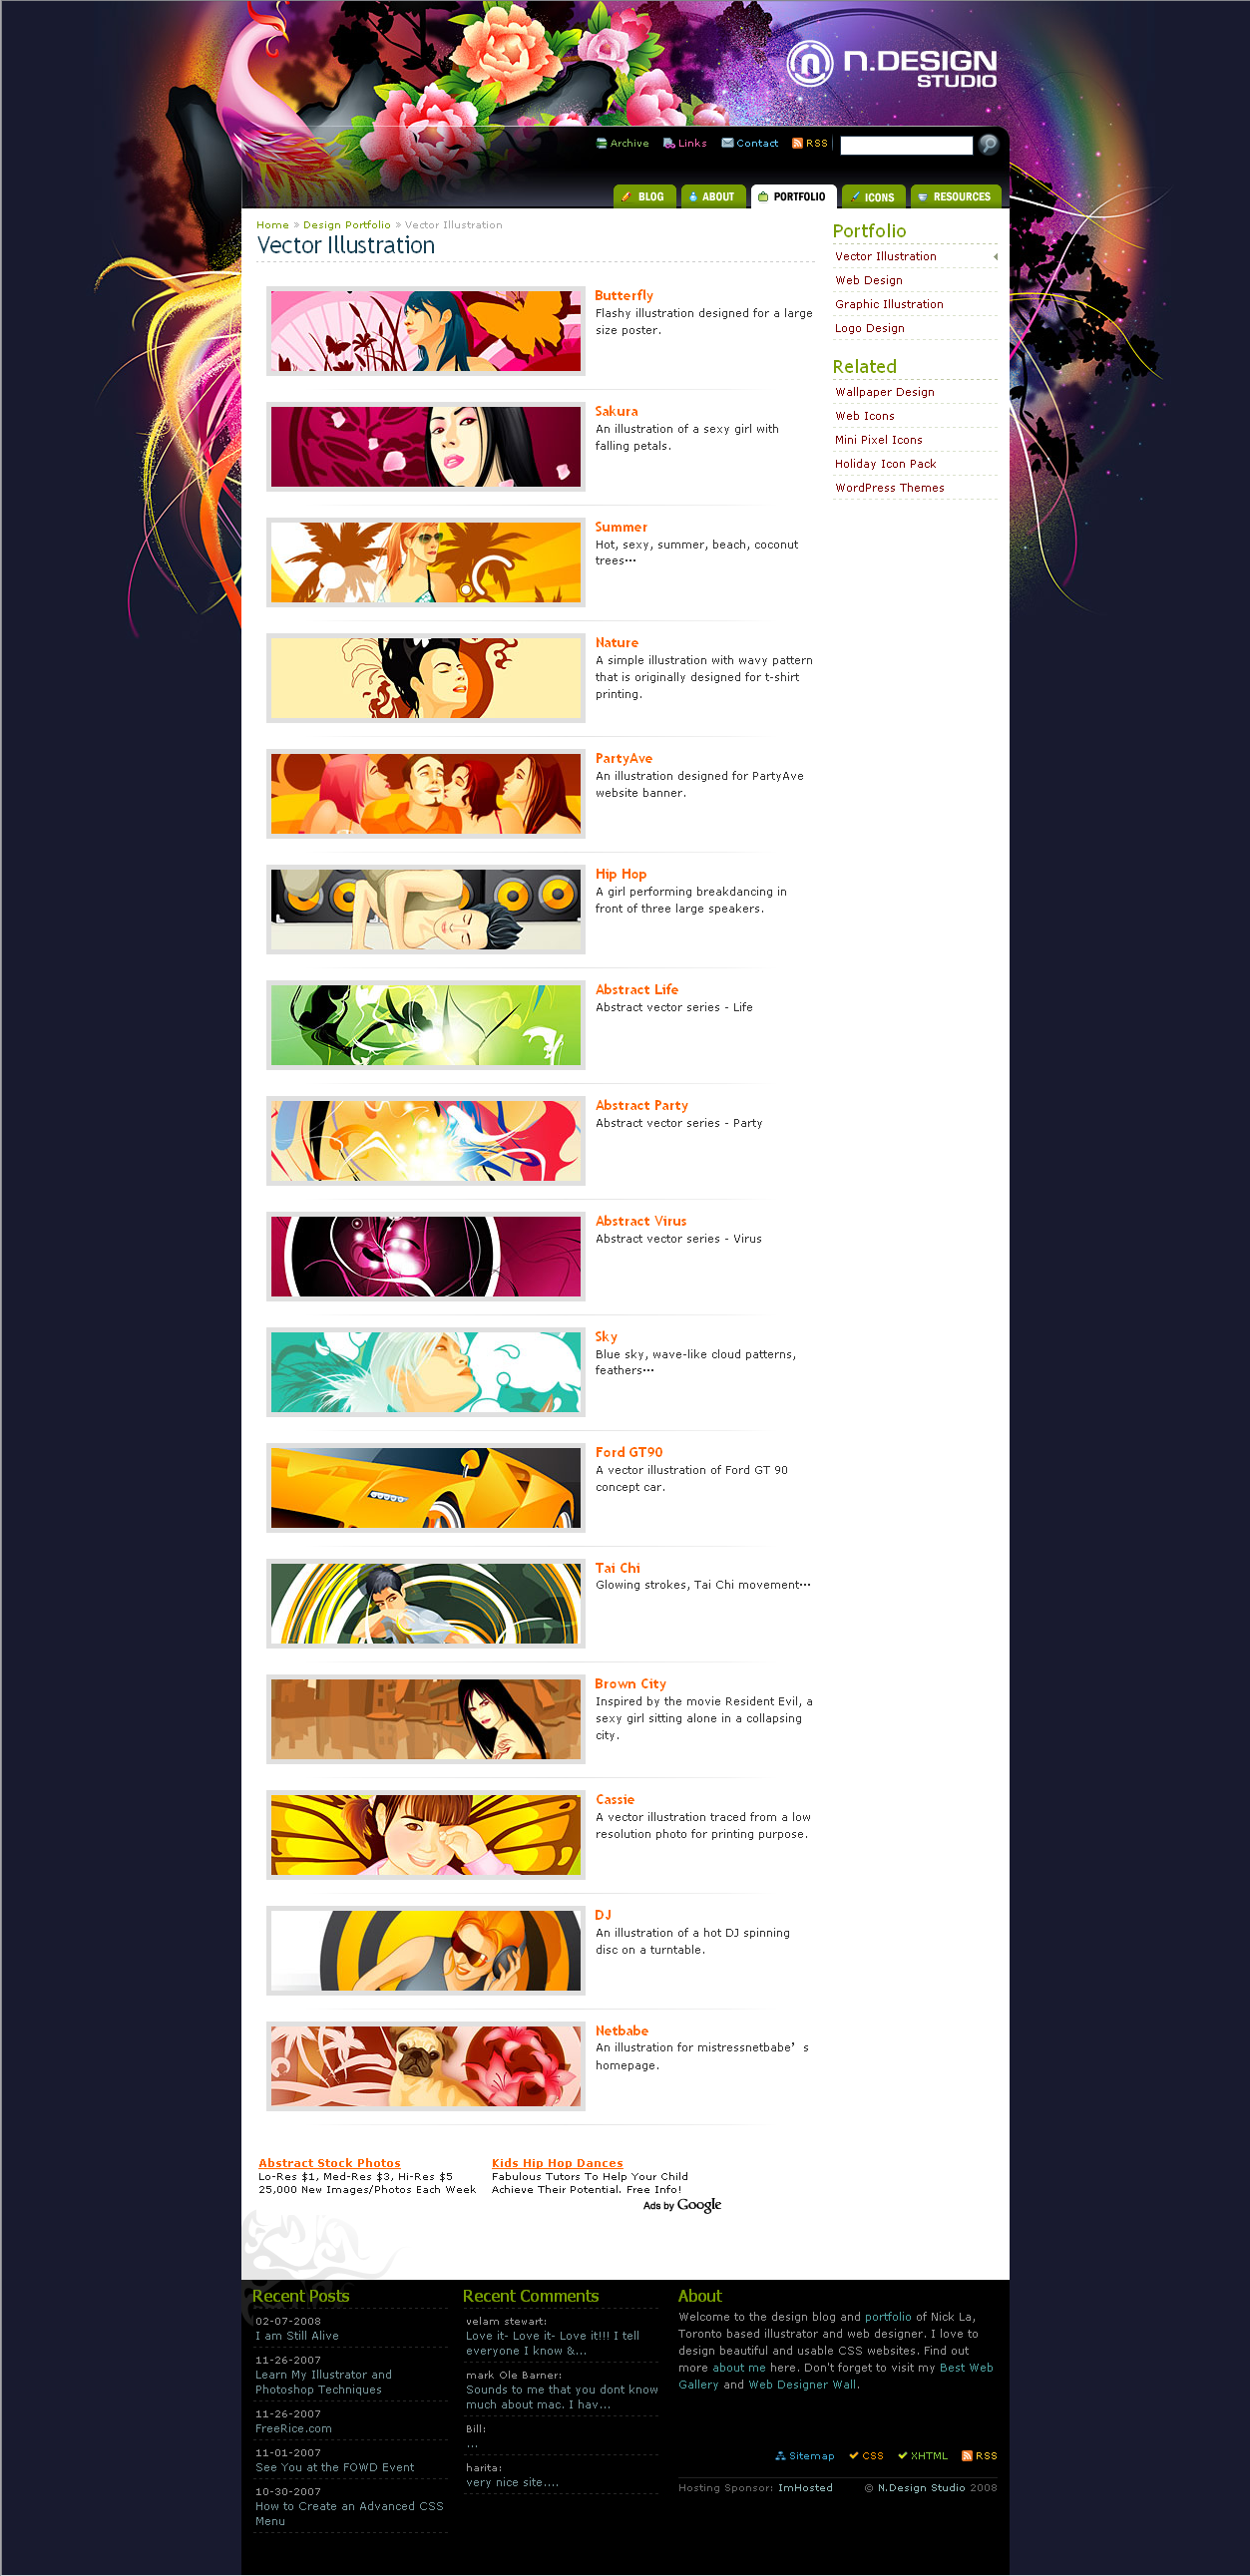 N.DESIGN
STUDIO
Archive Links Contact RSS
BLOG ABOUT PORTFOLIO ICONS RESOURCES
Home » Design Portfolio » Vector Illustration
Vector Illustration
Butterfly
Flashy illustration designed for a large
size poster.
Sakura
An illustration of a sexy girl with
falling petals.
Summer
Hot, sexy, summer, beach, coconut
trees…
Nature
A simple illustration with wavy pattern
that is originally designed for t-shirt
printing.
PartyAve
An illustration designed for PartyAve
website banner.
Hip Hop
A girl performing breakdancing in
front of three large speakers.
Abstract Life
Abstract vector series - Life
Abstract Party
Abstract vector series - Party
Abstract Virus
Abstract vector series - Virus
Sky
Blue sky, wave-like cloud patterns,
feathers…
Ford GT90
A vector illustration of Ford GT 90
concept car.
Tai Chi
Glowing strokes, Tai Chi movement…
Brown City
Inspired by the movie Resident Evil, a
sexy girl sitting alone in a collapsing
city.
Cassie
A vector illustration traced from a low
resolution photo for printing purpose.
DJ
An illustration of a hot DJ spinning
disc on a turntable.
Netbabe
An illustration for mistressnetbabe’s
homepage.
Portfolio
Vector Illustration
Web Design
Graphic Illustration
Logo Design
Related
Wallpaper Design
Web Icons
Mini Pixel Icons
Holiday Icon Pack
WordPress Themes
Abstract Stock Photos
Lo-Res $1, Med-Res $3, Hi-Res $5
25,000 New Images/Photos Each Week
Kids Hip Hop Dances
Fabulous Tutors To Help Your Child
Achieve Their Potential. Free Info!
Ads by Google
Recent Posts
02-07-2008
I am Still Alive
11-26-2007
Learn My Illustrator and
Photoshop Techniques
11-26-2007
FreeRice.com
11-01-2007
See You at the FOWD Event
10-30-2007
How to Create an Advanced CSS
Menu
Recent Comments
velam stewart:
Love it- Love it- Love it!!! I tell
everyone I know &...
mark Ole Barner:
Sounds to me that you dont know
much about mac. I hav...
Bill:
...
harita:
very nice site....
About
Welcome to the design blog and portfolio of Nick La,
Toronto based illustrator and web designer. I love to
design beautiful and usable CSS websites. Find out
more about me here. Don't forget to visit my Best Web
Gallery and Web Designer Wall.
Sitemap CSS XHTML RSS
Hosting Sponsor: ImHosted © N.Design Studio 2008